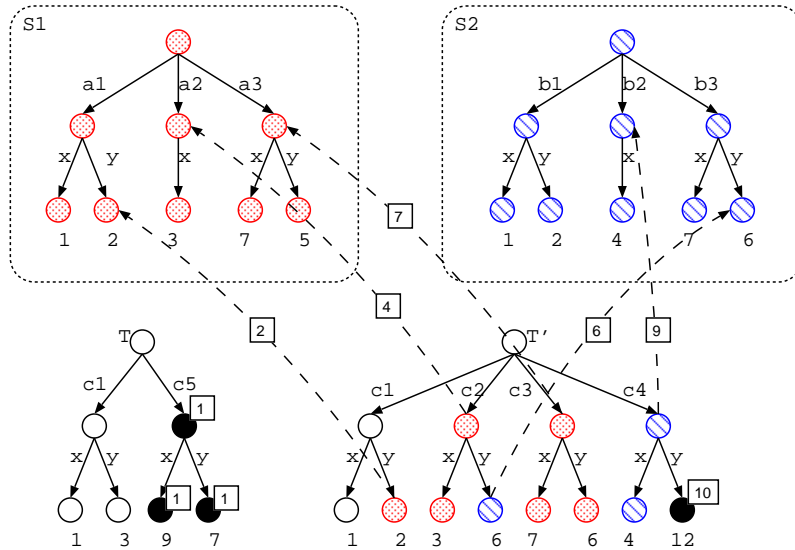 S1
S2
a1 a2 a3
b1 b2 b3
x y x x y
x y x x y
1 2 3 7 5
1 2 4 7 6
7
2 4 6 9
T
T'
c1 c5
c1 c2 c3 c4
1
x y x y
x y x y x y x y
1 1 10
1 3 9 7
1 2 3 6 7 6 4 12